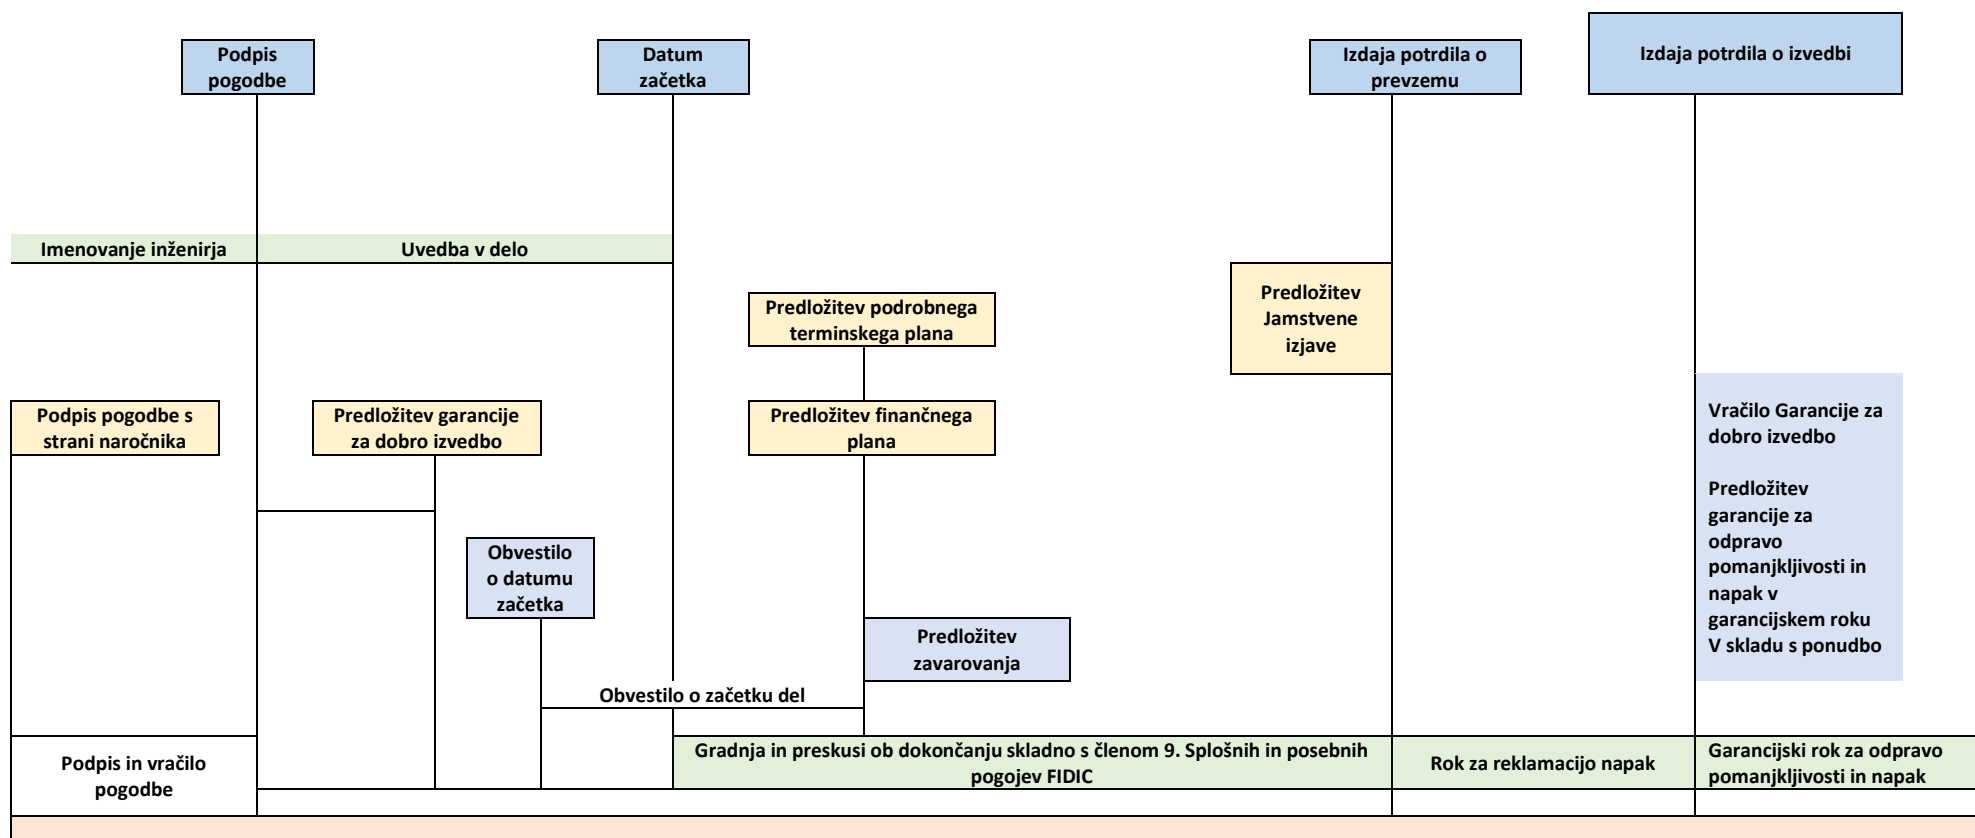 Podpis
pogodbe
Datum
začetka
Izdaja potrdila o
prevzemu
Izdaja potrdila o izvedbi
Imenovanje inženirja
Uvedba v delo
Predložitev podrobnega
terminskega plana
Predložitev
Jamstvene
izjave
Podpis pogodbe s
strani naročnika
Predložitev garancije
za dobro izvedbo
Predložitev finančnega
plana
Vračilo Garancije za
dobro izvedbo
Predložitev
garancije za
odpravo
pomanjkljivosti in
napak v
garancijskem roku
V skladu s ponudbo
Obvestilo
o datumu
začetka
Predložitev
zavarovanja
Obvestilo o začetku del
Podpis in vračilo
pogodbe
Gradnja in preskusi ob dokončanju skladno s členom 9. Splošnih in posebnih
pogojev FIDIC
Rok za reklamacijo napak
Garancijski rok za odpravo
pomanjkljivosti in napak